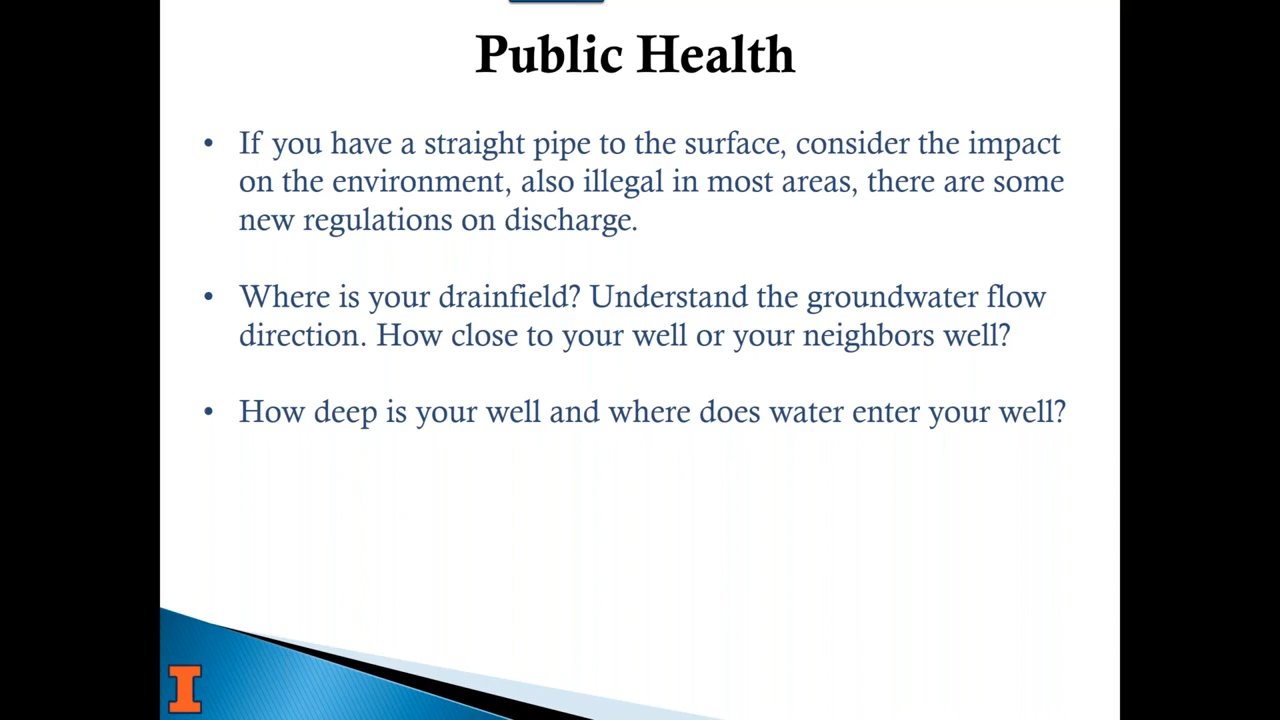 Public Health
• If you have a straight pipe to the surface, consider the impact
on the environment, also illegal in most areas, there are some
new regulations on discharge.
• Where is your drainfield? Understand the groundwater flow
direction. How close to your well or your neighbors well?
• How deep is your well and where does water enter your well?
I